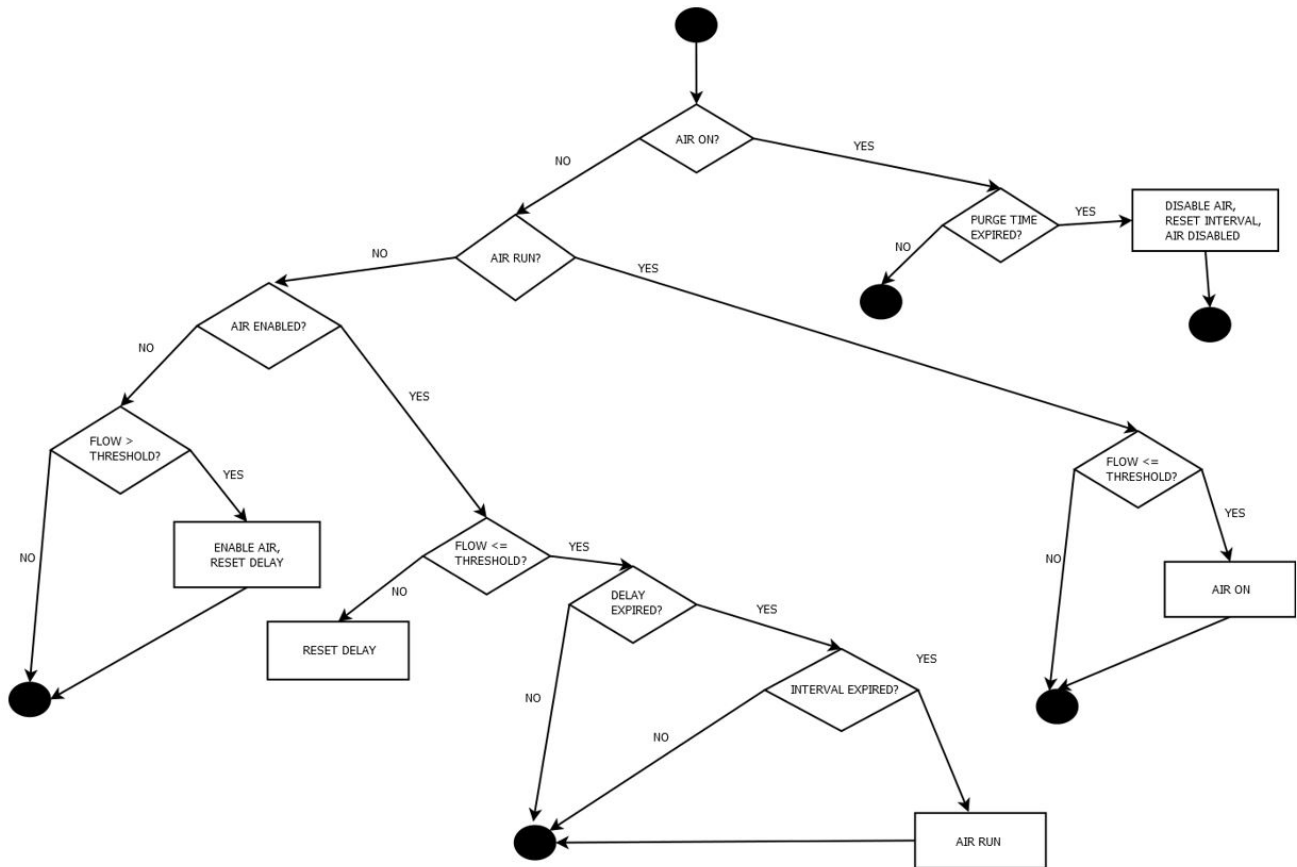 AIR ON?
NO
YES
AIR RUN?
PURGE TIME
EXPIRED?
YES
DISABLE AIR,
RESET INTERVAL,
AIR DISABLED
NO
NO
YES
AIR ENABLED?
NO
YES
FLOW >
THRESHOLD?
YES
NO
ENABLE AIR,
RESET DELAY
FLOW <=
THRESHOLD?
YES
NO
RESET DELAY
DELAY
EXPIRED?
YES
NO
INTERVAL EXPIRED?
YES
NO
AIR RUN
FLOW <=
THRESHOLD?
YES
NO
AIR ON